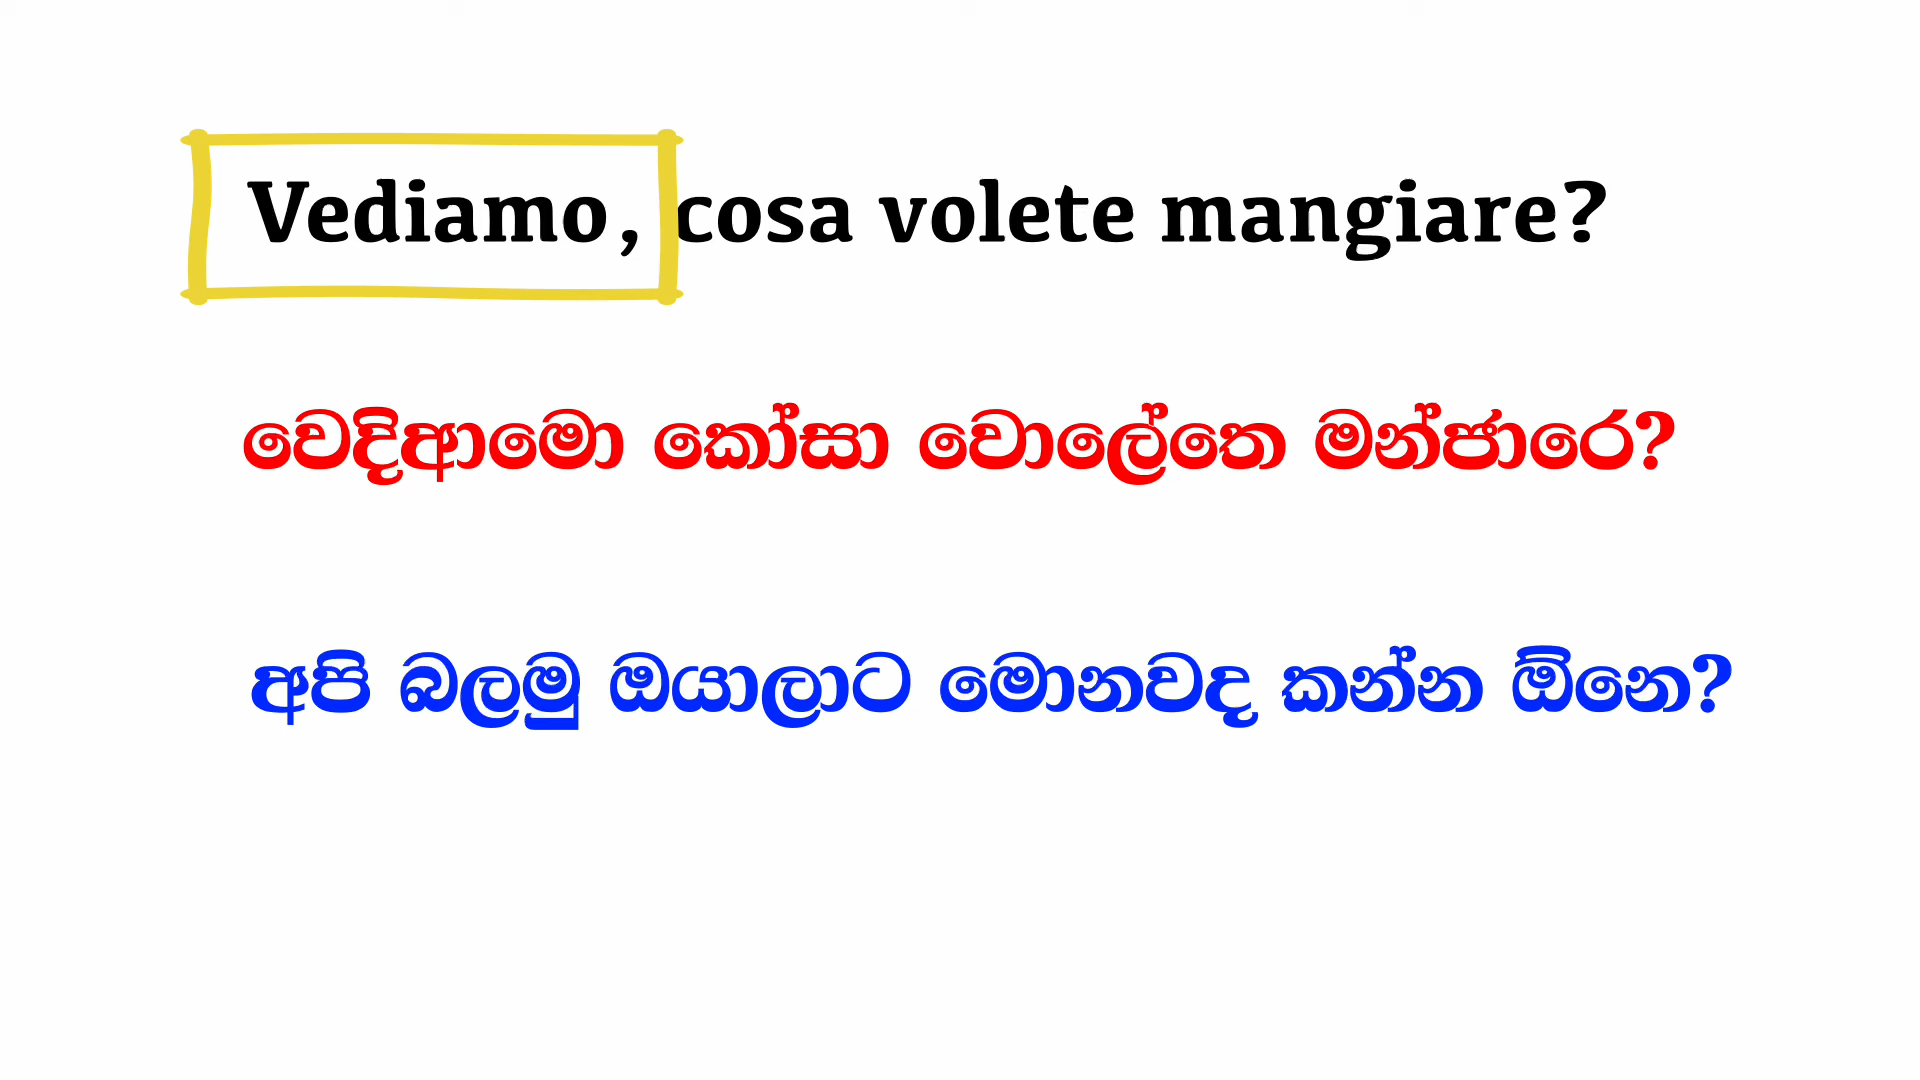 Vediamo, cosa volete mangiare?
වෙදිආමො කෝසා වොලේතෙ මන්ජාරෙ?
අපි බලමු ඔයාලාට මොනවද කන්න ඕනෙ?